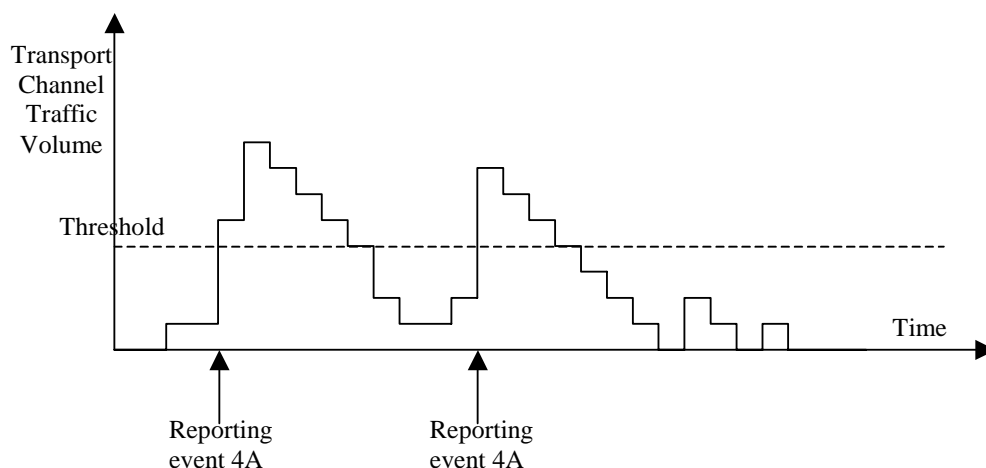 Transport
Channel
Traffic
Volume
Threshold
Time
Reporting
event 4A
Reporting
event 4A